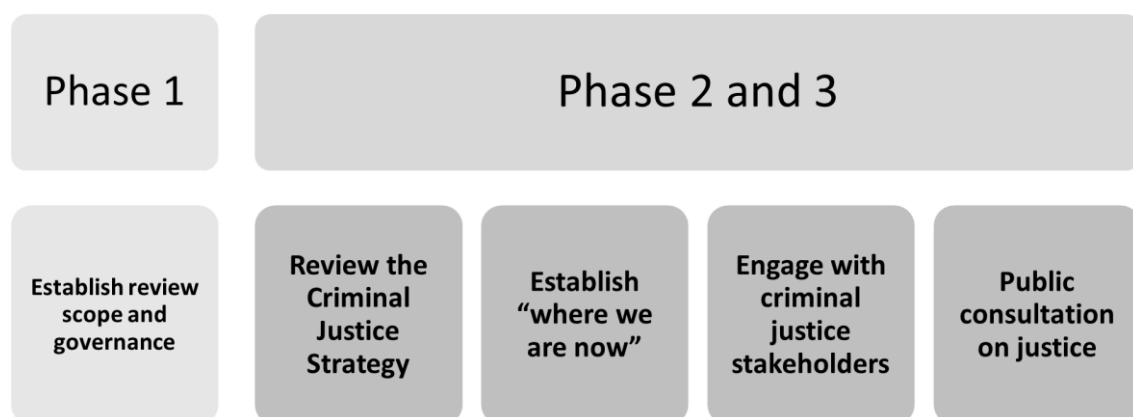 Phase 1
Phase 2 and 3
Establish review
scope and
governance
Review the
Criminal
Justice
Strategy
Establish
“where we
are now”
Engage with
criminal
justice
stakeholders
Public
consultation
on justice